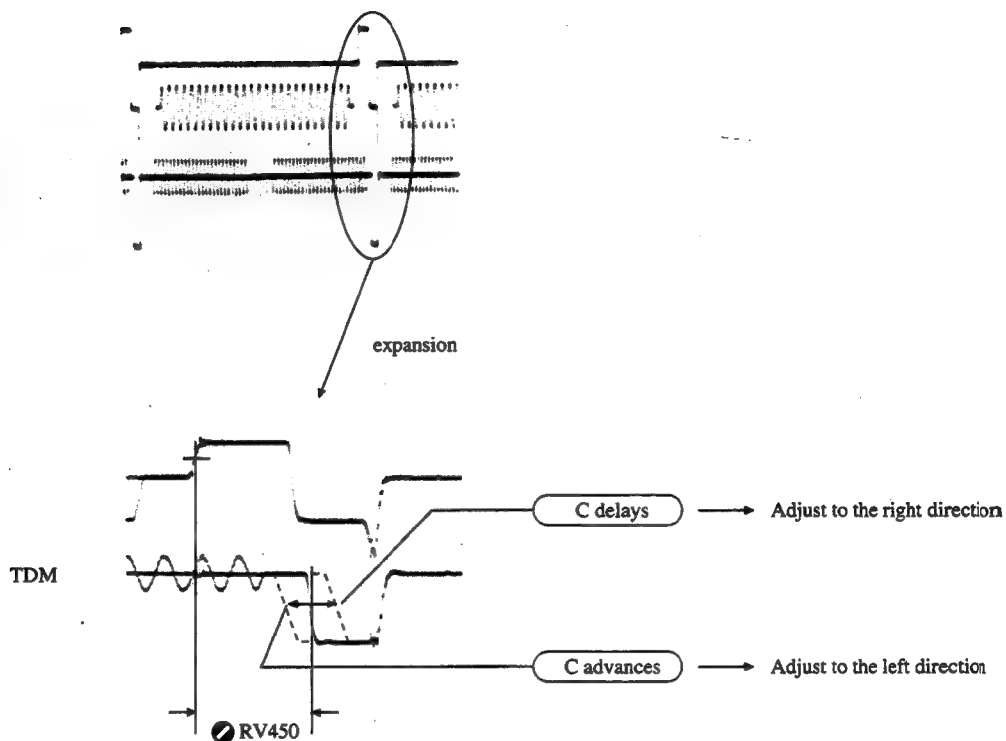 expansion
C delays
Adjust to the right direction
TDM
C advances
Adjust to the left direction
RV450